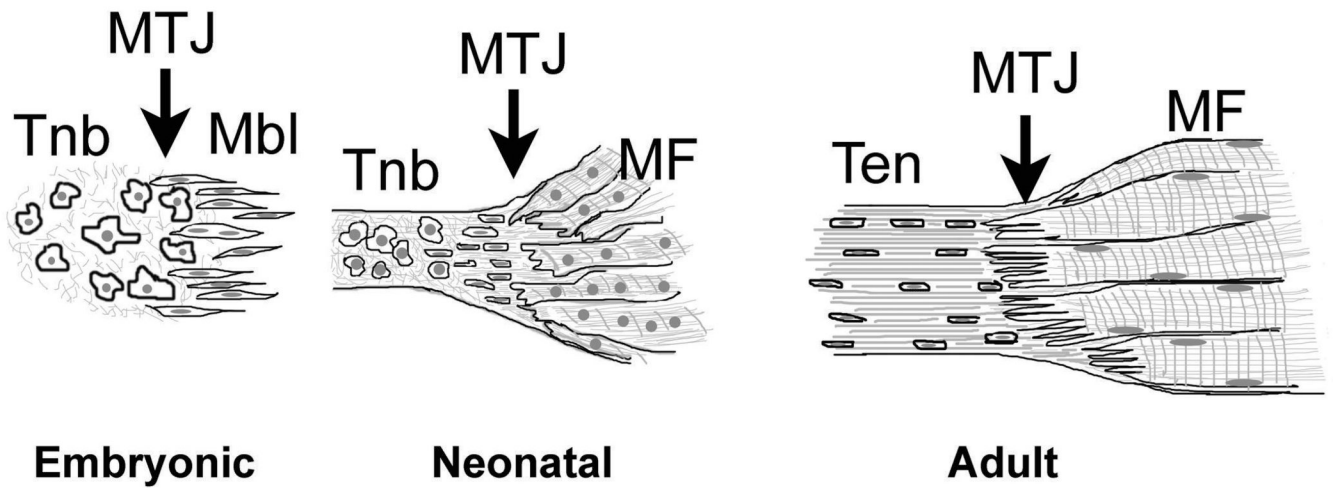 MTJ
Tnb
Mbl
Embryonic
MTJ
Tnb
MF
Neonatal
MTJ
Ten
MF
Adult